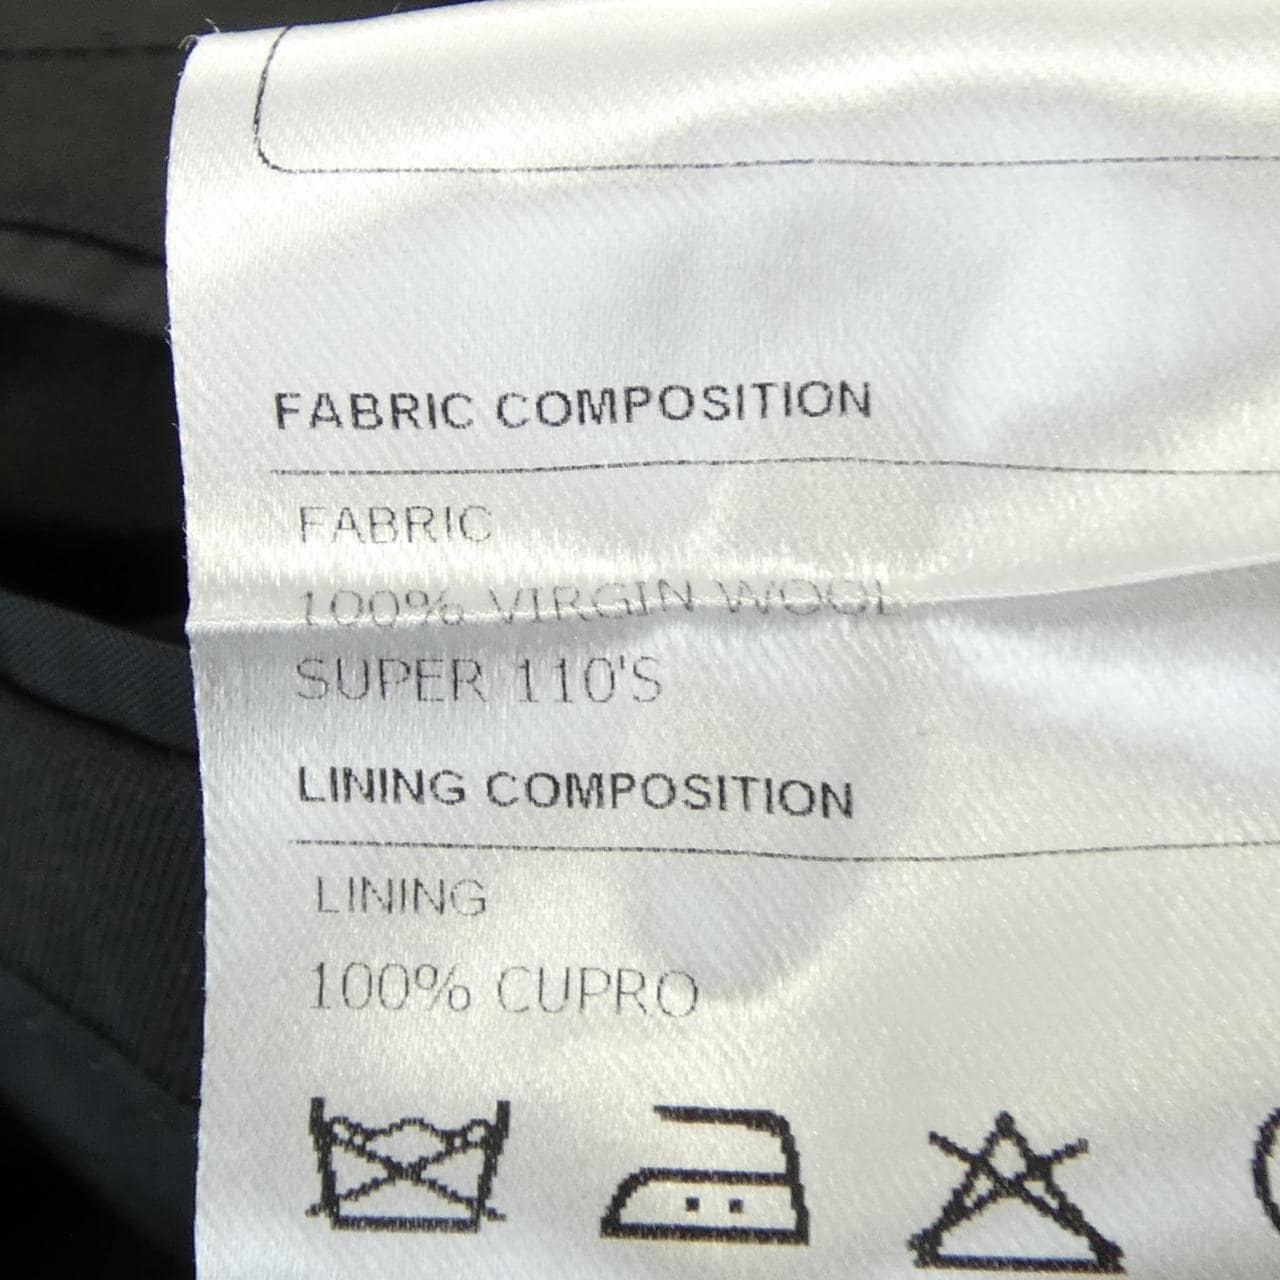 FABRIC COMPOSITION
FABRIC
100% VIRGIN WOOL
SUPER 110'S
LINING COMPOSITION
LINING
100% CUPRO